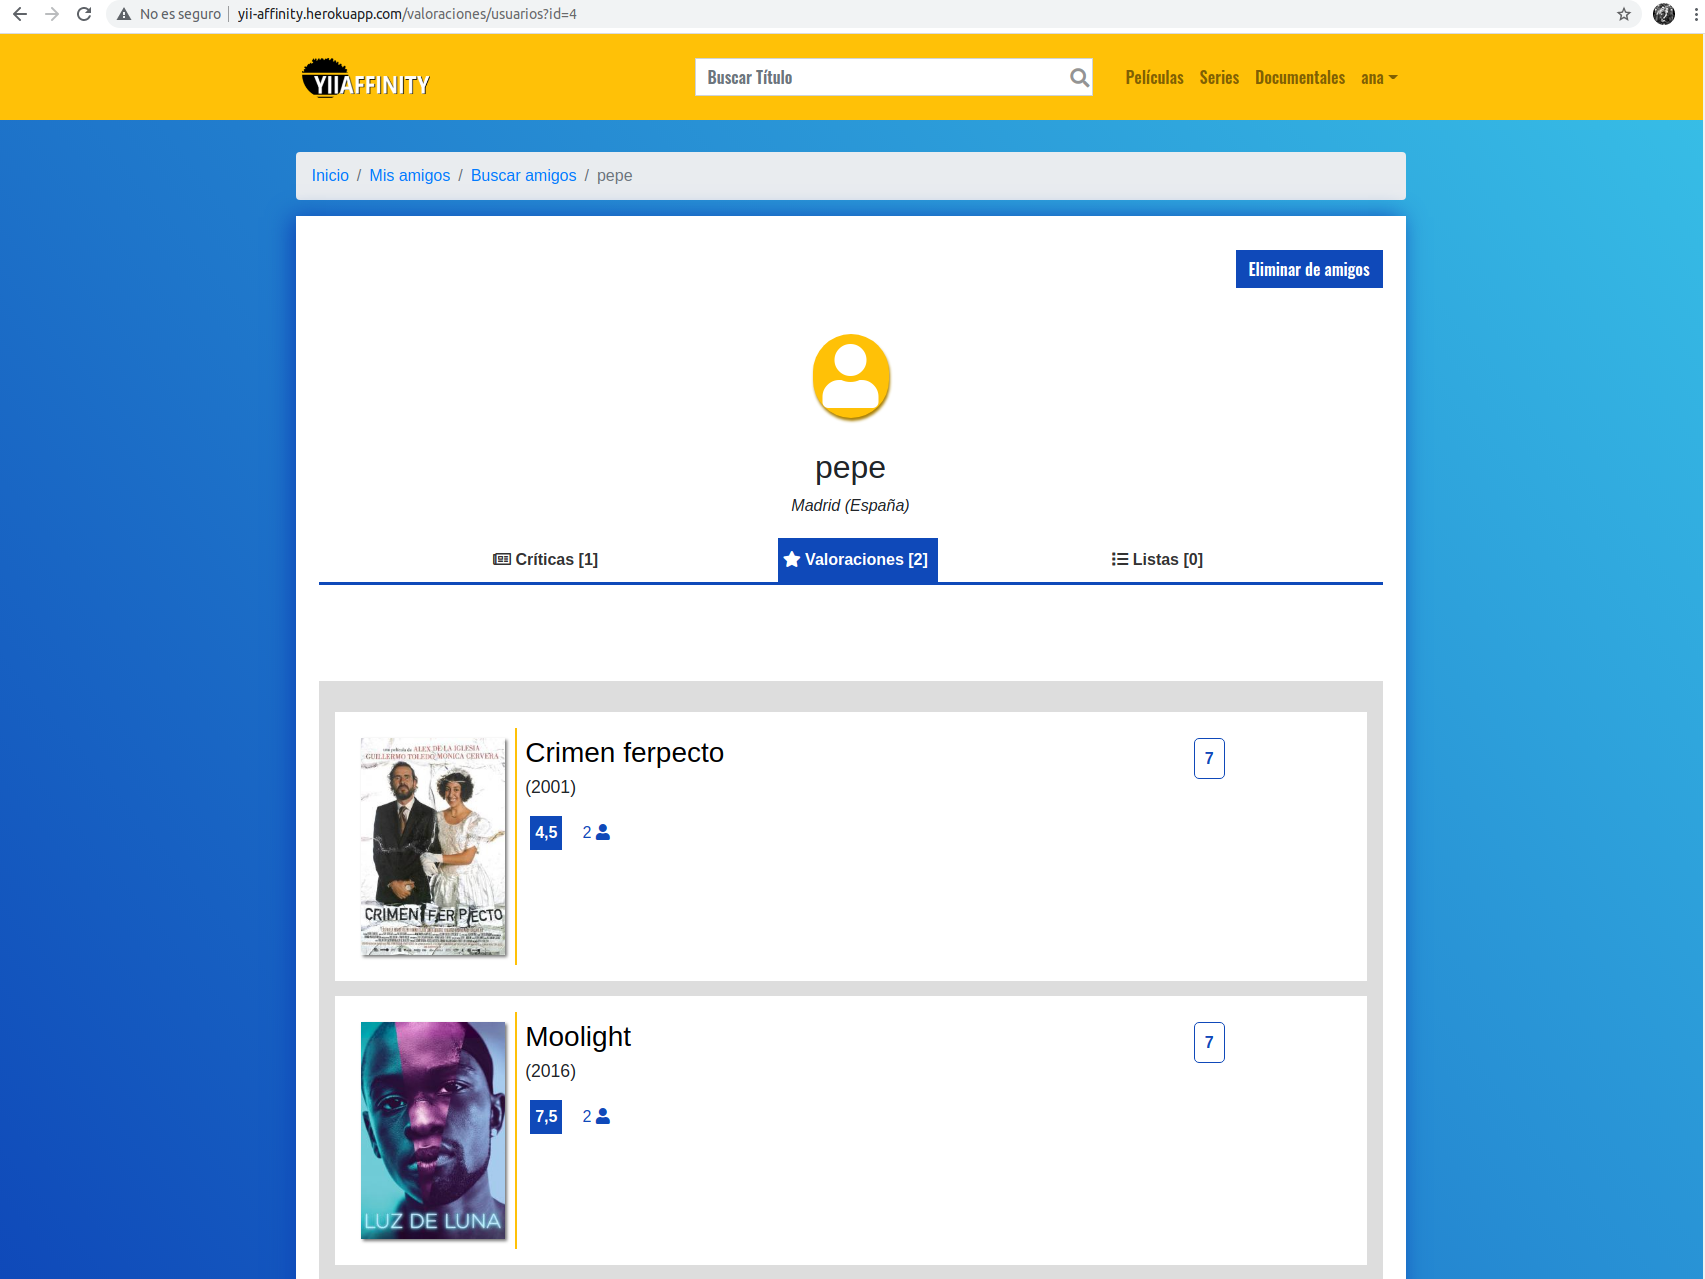 No es seguro yii-affinity.herokuapp.com/valoraciones/usuarios?id=4
YIIAFFINITY
Buscar Título
Películas Series Documentales ana
Inicio / Mis amigos / Buscar amigos / pepe
Eliminar de amigos
pepe
Madrid (España)
Críticas [1] Valoraciones [2] Listas [0]
una película de ALEX DE LA IGLESIA
GUILLERMO TOLEDO MONICA CERVERA
CRIMEN FERPECTO
Crimen ferpecto
7
(2001)
4,5 2
LUZ DE LUNA
Moolight
7
(2016)
7,5 2